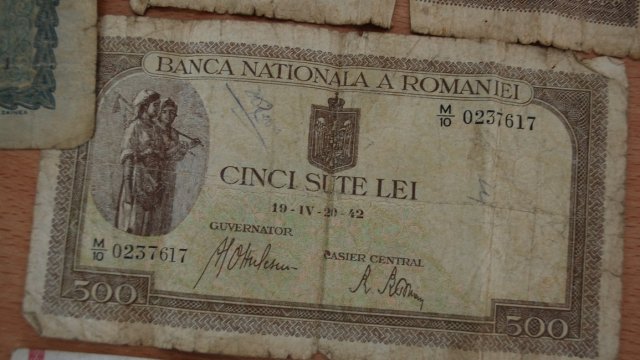 BANCA NATIONALA A ROMANIEI
M/10 0237617
CINCI SUTE LEI
19-IV-20-42
GUVERNATOR
CASIER CENTRAL
M/10 0237617
500
500